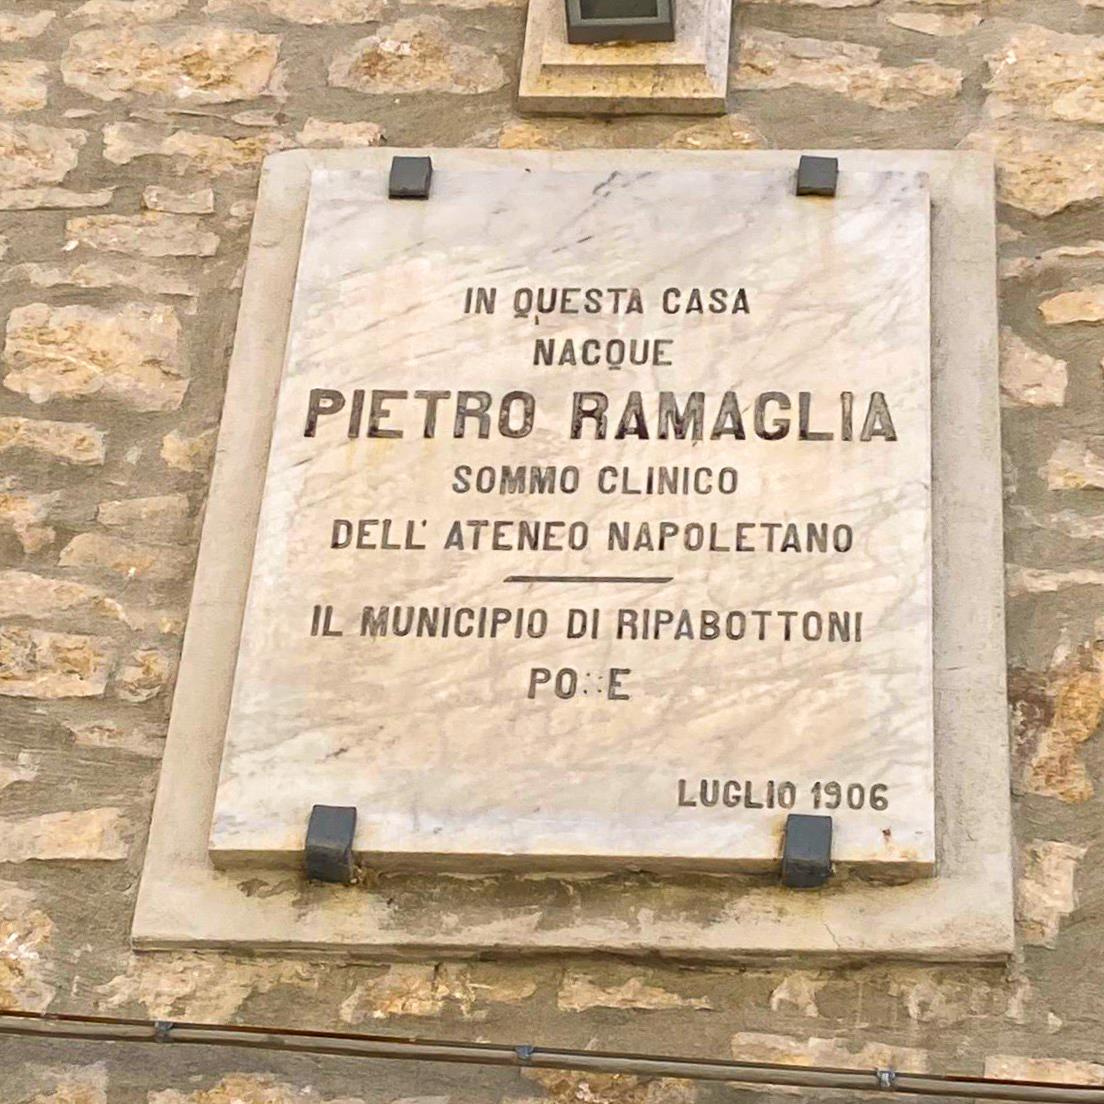 IN QUESTA CASA
NACQUE
PIETRO RAMAGLIA
SOMMO CLINICO
DELL'ATENEO NAPOLETANO
IL MUNICIPIO DI RIPABOTTONI
LUGLIO 1906